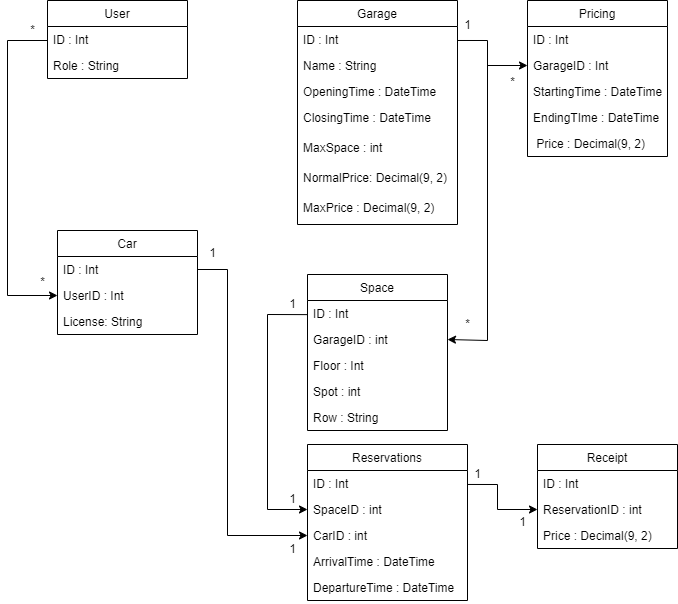 User
ID : Int
Role : String
*
*
Garage
ID : Int
Name : String
OpeningTime : DateTime
ClosingTime : DateTime
MaxSpace : int
NormalPrice: Decimal(9, 2)
MaxPrice : Decimal(9, 2)
1
*
*
Pricing
ID : Int
GarageID : Int
StartingTime : DateTime
EndingTIme : DateTime
Price : Decimal(9, 2)
Car
ID : Int
UserID : Int
License: String
1
1
Space
ID : Int
GarageID : int
Floor : Int
Spot : int
Row : String
1
1
Reservations
ID : Int
SpaceID : int
CarID : int
ArrivalTime : DateTime
DepartureTime : DateTime
1
1
Receipt
ID : Int
ReservationID : int
Price : Decimal(9, 2)